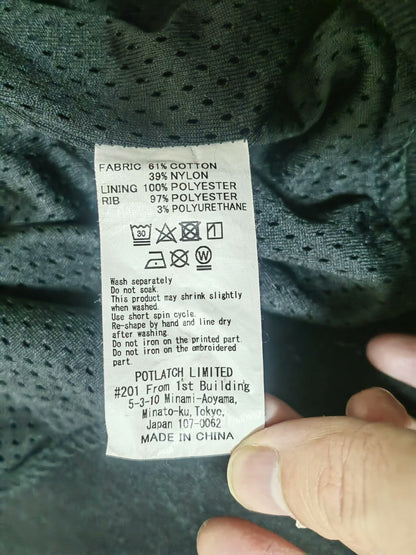 FABRIC 61% COTTON
39% NYLON
LINING 100% POLYESTER
RIB 97% POLYESTER
3% POLYURETHANE
30
W
Wash separately
Do not soak.
This product may shrink slightly
when washed.
Use short spin cycle.
Re-shape by hand and line dry
after washing.
Do not iron on the printed part.
Do not iron on the embroidered
part.
POTLATCH LIMITED
#201 From 1st Building
5-3-10 Minami-Aoyama,
Minato-ku, Tokyo,
Japan 107-0062
MADE IN CHINA